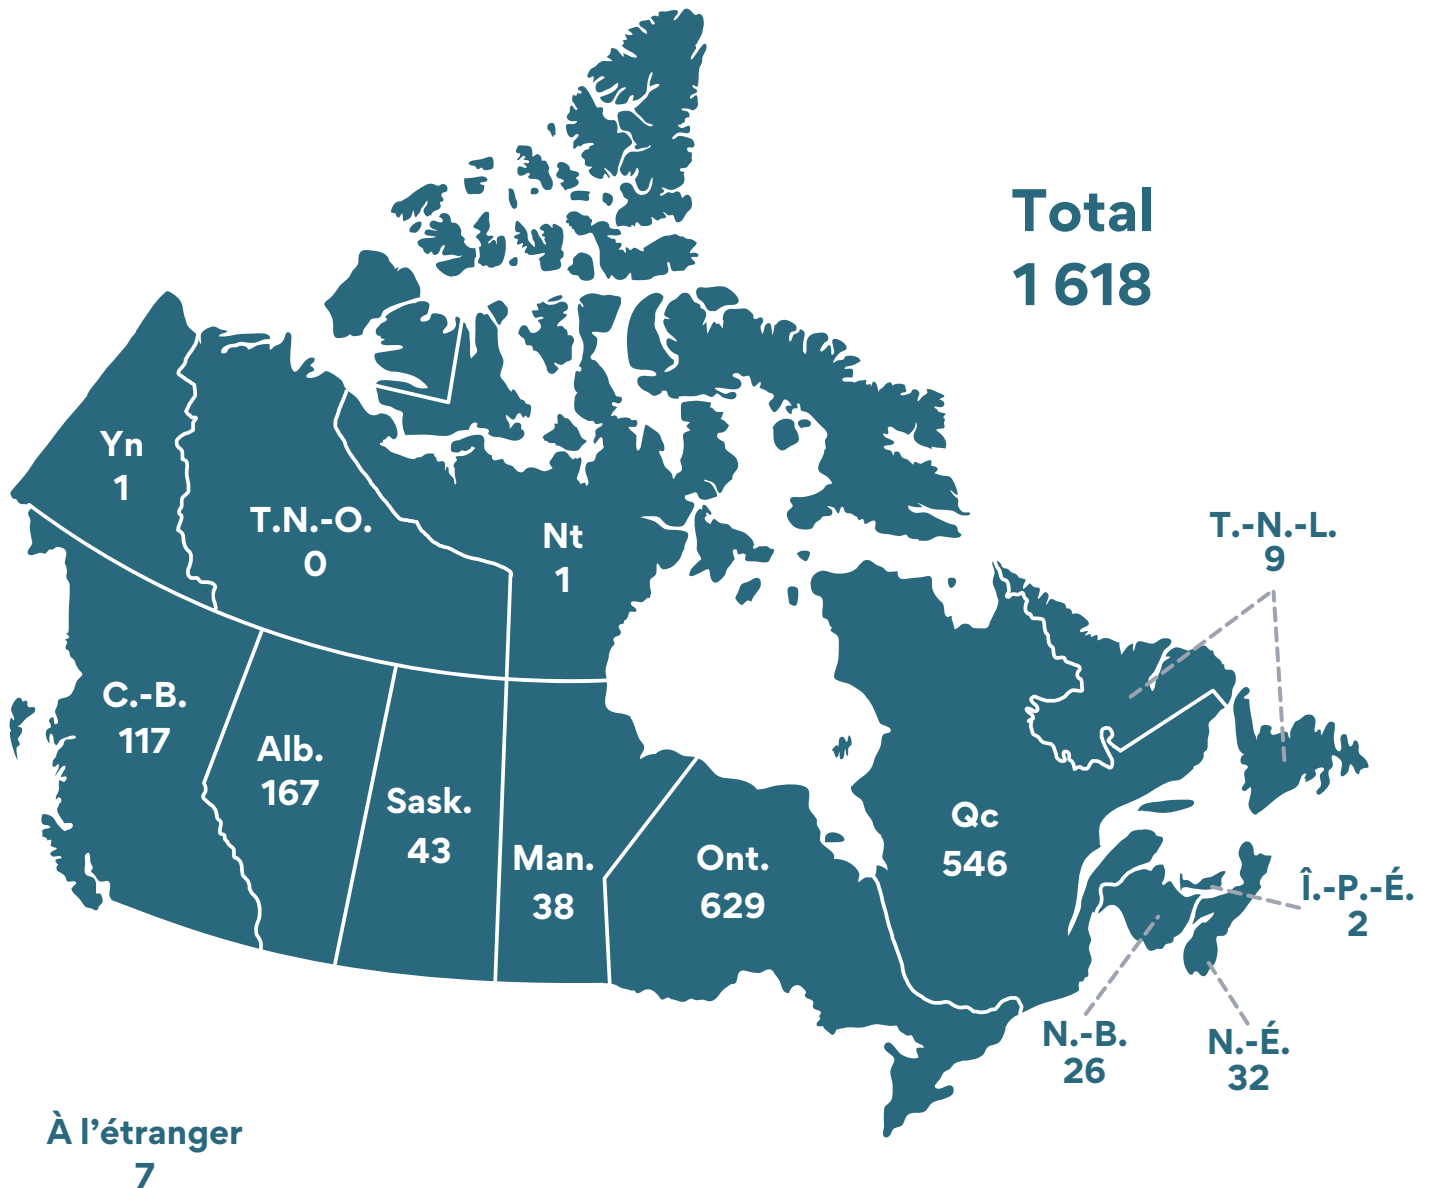 Total
1 618
Yn
1
T.N.-O.
0
Nt
1
T.-N.-L.
9
C.-B.
117
Alb.
167
Sask.
43
Man.
38
Ont.
629
Qc
546
Î.-P.-É.
2
N.-B.
26
N.-É.
32
À l’étranger
7